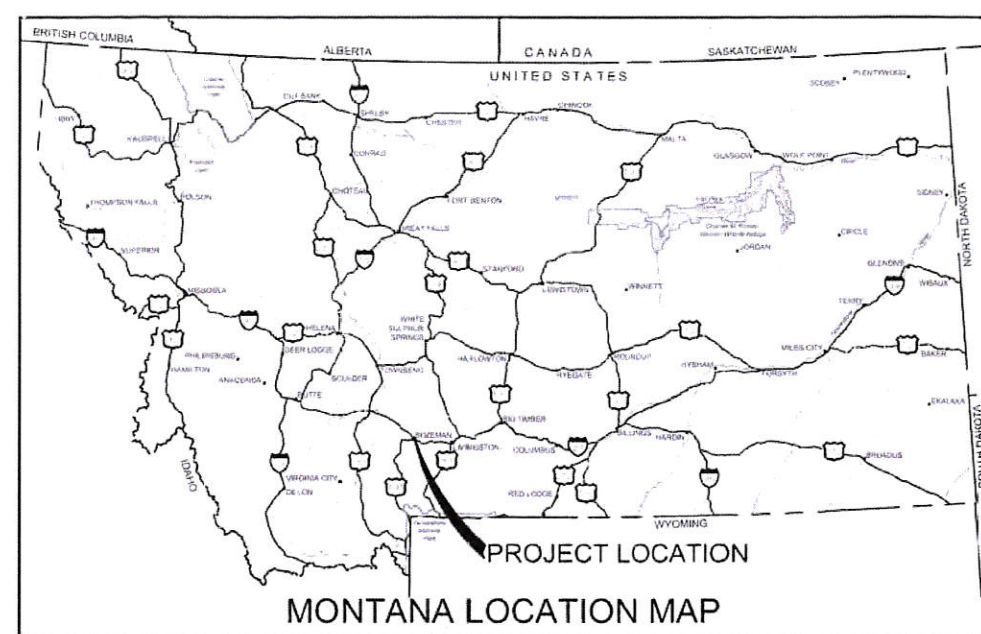 BRITISH COLUMBIA
ALBERTA
CANADA
SASKATCHEWAN
UNITED STATES
SCOBEY
PLENTYWOOD
CUT BANK
SHELBY
CHESTER
HAVRE
CHINOOK
MALTA
GLASGOW
WOLF POINT
LIBBY
KALISPELL
CONRAD
CHOTEAU
FORT BENTON
SIDNEY
THOMPSON FALLS
POLSON
GREAT FALLS
CIRCLE
JORDAN
SUPERIOR
STANFORD
LEWISTOWN
WINNETT
GLENDIVE
WIBAUX
NORTH DAKOTA
MISSOULA
TERRY
HELENA
WHITE
SULPHUR
SPRINGS
DEER LODGE
PHILIPSBURG
HAMILTON
TOWNSEND
HARLOWTON
ROUNDUP
RYEGATE
HYSHAM
FORSYTH
MILES CITY
BAKER
ANACONDA
BOULDER
BUTTE
EKALAKA
BIG TIMBER
BOZEMAN
LIVINGSTON
COLUMBUS
BILLINGS
HARDIN
BROADUS
IDAHO
VIRGINIA CITY
DILLON
RED LODGE
SOUTH DAKOTA
WYOMING
PROJECT LOCATION
MONTANA LOCATION MAP